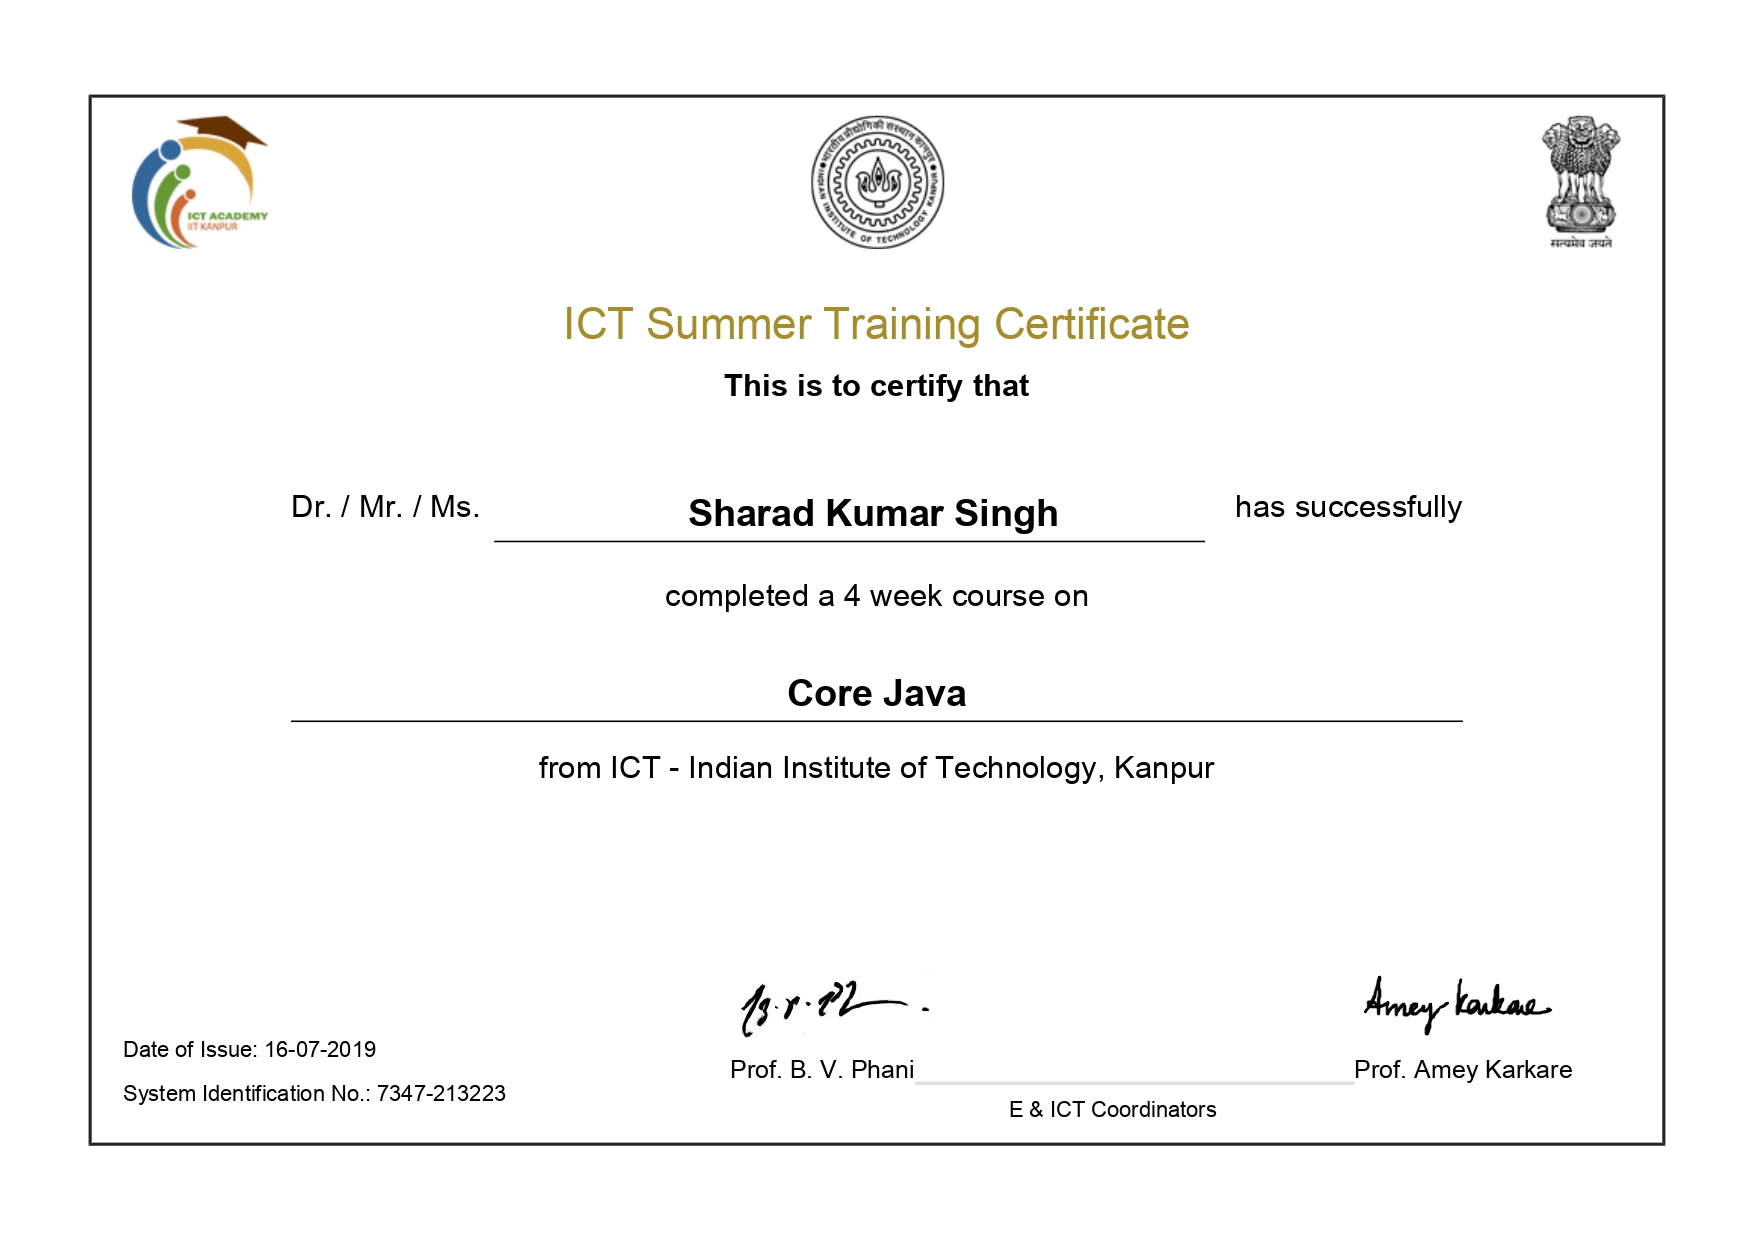 ICT ACADEMY
IIT KANPUR
भारतीय प्रौद्योगिकी संस्थान कानपुर
INDIAN INSTITUTE OF TECHNOLOGY KANPUR
सत्यमेव जयते
ICT Summer Training Certificate
This is to certify that
Dr. / Mr. / Ms. Sharad Kumar Singh has successfully
completed a 4 week course on
Core Java
from ICT - Indian Institute of Technology, Kanpur
Amey Karkare
Date of Issue: 16-07-2019
System Identification No.: 7347-213223
Prof. B. V. Phani Prof. Amey Karkare
E & ICT Coordinators